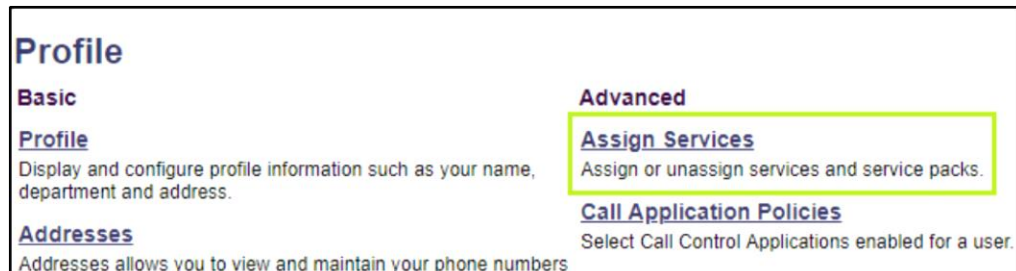 Profile
Basic
Profile
Display and configure profile information such as your name,
department and address.
Addresses
Addresses allows you to view and maintain your phone numbers
Advanced
Assign Services
Assign or unassign services and service packs.
Call Application Policies
Select Call Control Applications enabled for a user.